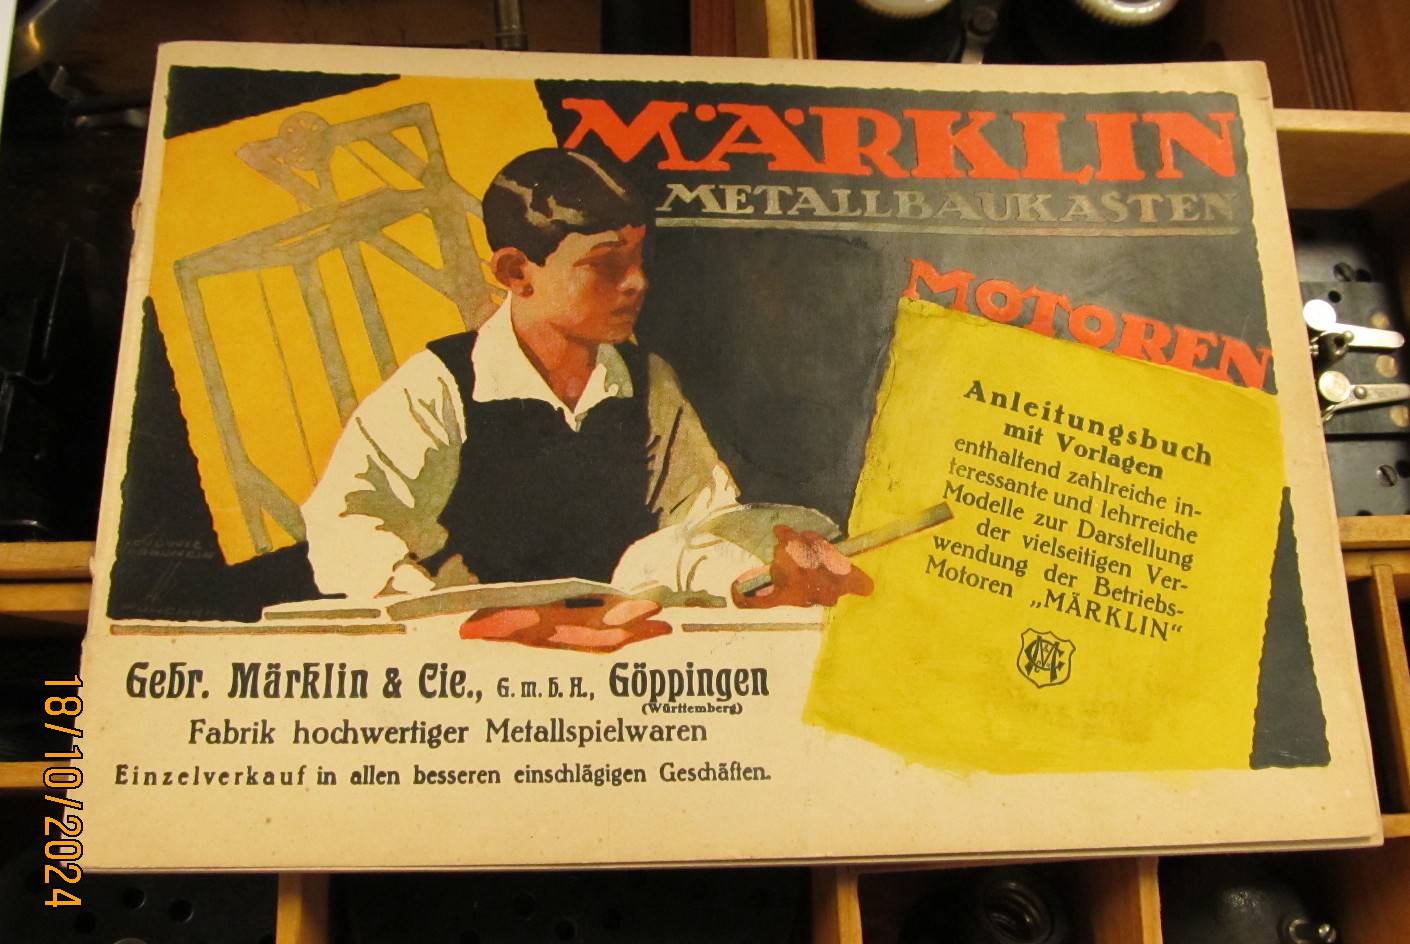 MÄRKLIN
METALLBAUKASTEN
MOTOREN
Anleitungsbuch
mit Vorlagen
enthaltend zahlreiche in-
teressante und lehrreiche
Modelle zur Darstellung
der vielseitigen Ver-
wendung der Betriebs-
Motoren „MÄRKLIN“
Gebr. Märklin & Cie., G. m. b. H., Göppingen
(Württemberg)
Fabrik hochwertiger Metallspielwaren
Einzelverkauf in allen besseren einschlägigen Geschäften.
18/10/2024